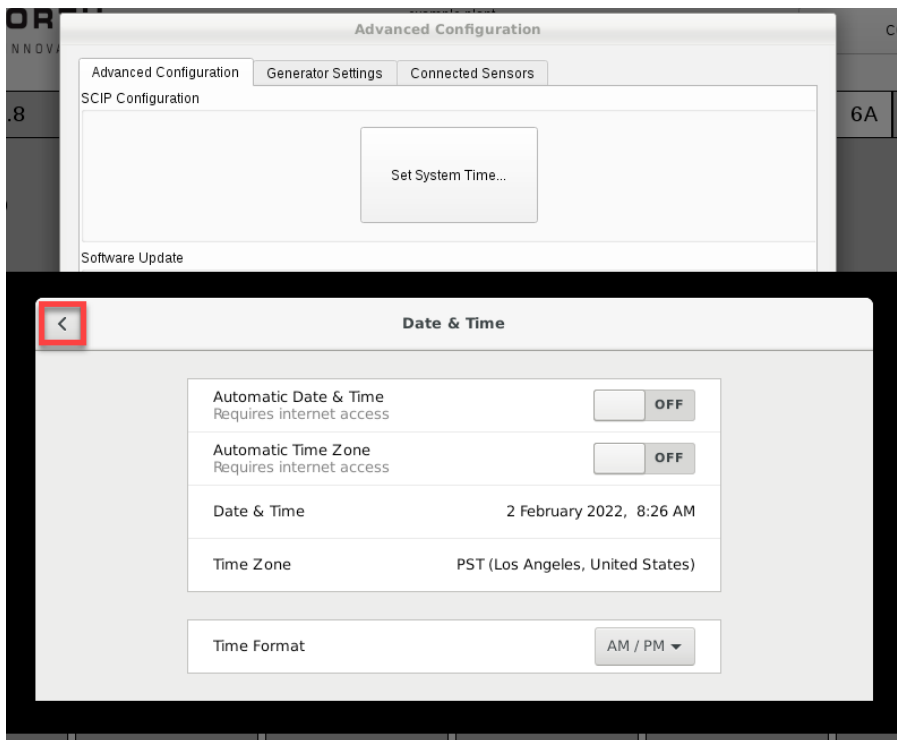 Advanced Configuration
Advanced Configuration Generator Settings Connected Sensors
SCIP Configuration
.8
6A
Set System Time...
Software Update
Date & Time
Automatic Date & Time
Requires internet access
OFF
Automatic Time Zone
Requires internet access
OFF
Date & Time 2 February 2022, 8:26 AM
Time Zone PST (Los Angeles, United States)
Time Format AM / PM